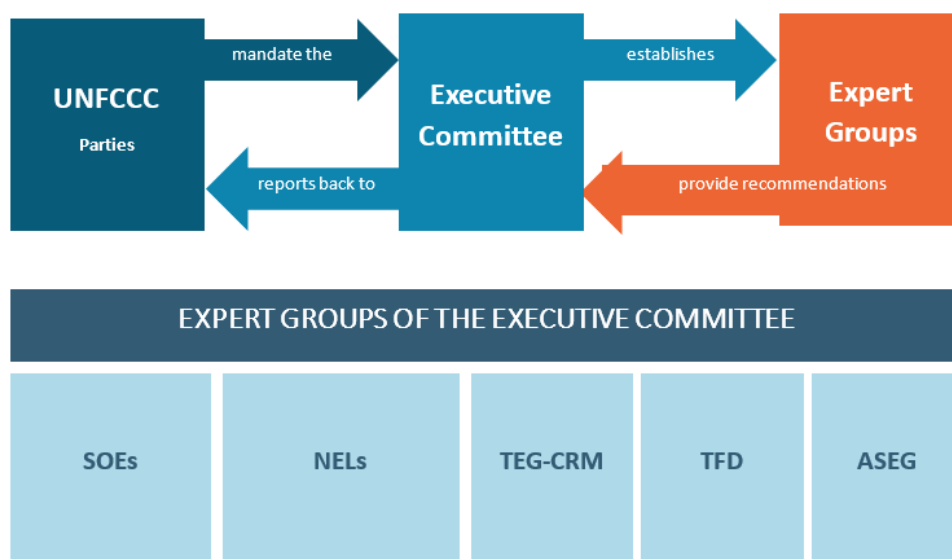 UNFCCC
Parties
mandate the
reports back to
Executive
Committee
establishes
provide recommendations
Expert
Groups
EXPERT GROUPS OF THE EXECUTIVE COMMITTEE
SOEs
NELs
TEG-CRM
TFD
ASEG